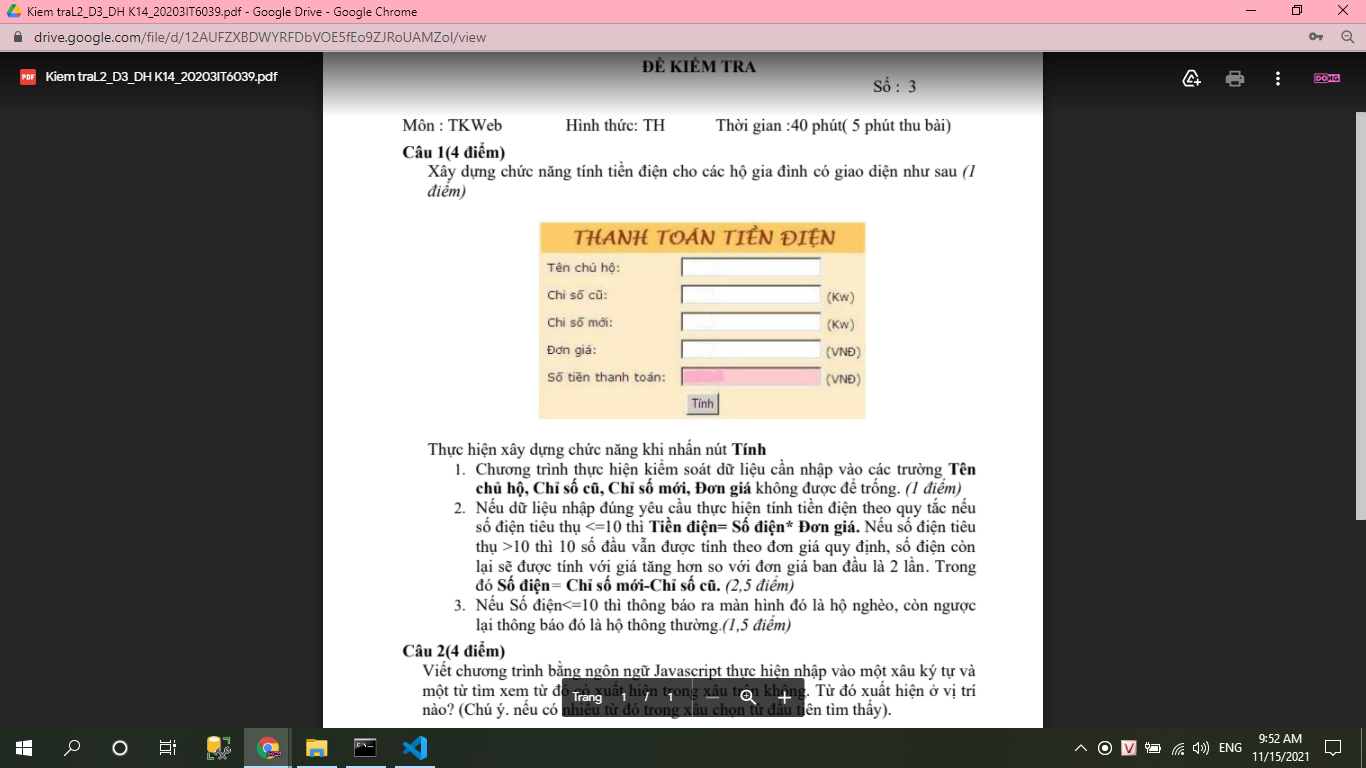 Kiem traL2_D3_DH K14_20203IT6039.pdf - Google Drive - Google Chrome
drive.google.com/file/d/12AUFZXBDWYRFDbVOE5fEo9ZJRoUAMZol/view
PDF Kiem traL2_D3_DH K14_20203IT6039.pdf
ĐỀ KIỂM TRA
Số : 3
Môn : TKWeb Hình thức: TH Thời gian :40 phút( 5 phút thu bài)
Câu 1(4 điểm)
Xây dựng chức năng tính tiền điện cho các hộ gia đình có giao diện như sau (1
điểm)
THANH TOÁN TIỀN ĐIỆN
Tên chủ hộ:
Chỉ số cũ: (Kw)
Chỉ số mới: (Kw)
Đơn giá: (VNĐ)
Số tiền thanh toán: (VNĐ)
Tính
Thực hiện xây dựng chức năng khi nhấn nút Tính
1. Chương trình thực hiện kiểm soát dữ liệu cần nhập vào các trường Tên
chủ hộ, Chỉ số cũ, Chỉ số mới, Đơn giá không được để trống. (1 điểm)
2. Nếu dữ liệu nhập đúng yêu cầu thực hiện tính tiền điện theo quy tắc nếu
số điện tiêu thụ <=10 thì Tiền điện= Số điện* Đơn giá. Nếu số điện tiêu
thụ >10 thì 10 số đầu vẫn được tính theo đơn giá quy định, số điện còn
lại sẽ được tính với giá tăng hơn so với đơn giá ban đầu là 2 lần. Trong
đó Số điện= Chỉ số mới-Chỉ số cũ. (2,5 điểm)
3. Nếu Số điện<=10 thì thông báo ra màn hình đó là hộ nghèo, còn ngược
lại thông báo đó là hộ thông thường.(1,5 điểm)
Câu 2(4 điểm)
Viết chương trình bằng ngôn ngữ Javascript thực hiện nhập vào một xâu ký tự và
một từ tìm xem từ đó có xuất hiện trong xâu trên không. Từ đó xuất hiện ở vị trí
nào? (Chú ý. nếu có nhiều từ đó trong xâu chọn từ đầu tiên tìm thấy).
Trang 1 / 1
ENG
9:52 AM
11/15/2021